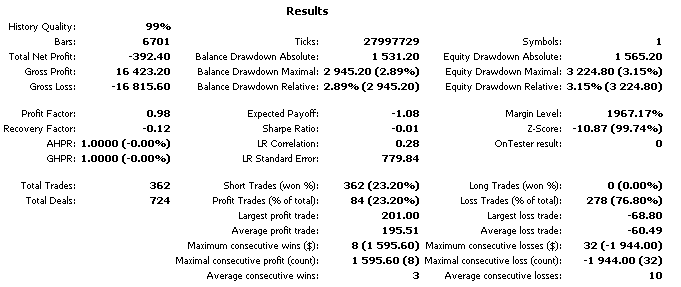 Results
History Quality: 99%
Bars: 6701 Ticks: 27997729 Symbols: 1
Total Net Profit: -392.40 Balance Drawdown Absolute: 1 531.20 Equity Drawdown Absolute: 1 565.20
Gross Profit: 16 423.20 Balance Drawdown Maximal: 2 945.20 (2.89%) Equity Drawdown Maximal: 3 224.80 (3.15%)
Gross Loss: -16 815.60 Balance Drawdown Relative: 2.89% (2 945.20) Equity Drawdown Relative: 3.15% (3 224.80)
Profit Factor: 0.98 Expected Payoff: -1.08 Margin Level: 1967.17%
Recovery Factor: -0.12 Sharpe Ratio: -0.01 Z-Score: -10.87 (99.74%)
AHPR: 1.0000 (-0.00%) LR Correlation: 0.28 OnTester result: 0
GHPR: 1.0000 (-0.00%) LR Standard Error: 779.84
Total Trades: 362 Short Trades (won %): 362 (23.20%) Long Trades (won %): 0 (0.00%)
Total Deals: 724 Profit Trades (% of total): 84 (23.20%) Loss Trades (% of total): 278 (76.80%)
Largest profit trade: 201.00 Largest loss trade: -68.80
Average profit trade: 195.51 Average loss trade: -60.49
Maximum consecutive wins ($): 8 (1 595.60) Maximum consecutive losses ($): 32 (-1 944.00)
Maximal consecutive profit (count): 1 595.60 (8) Maximal consecutive loss (count): -1 944.00 (32)
Average consecutive wins: 3 Average consecutive losses: 10